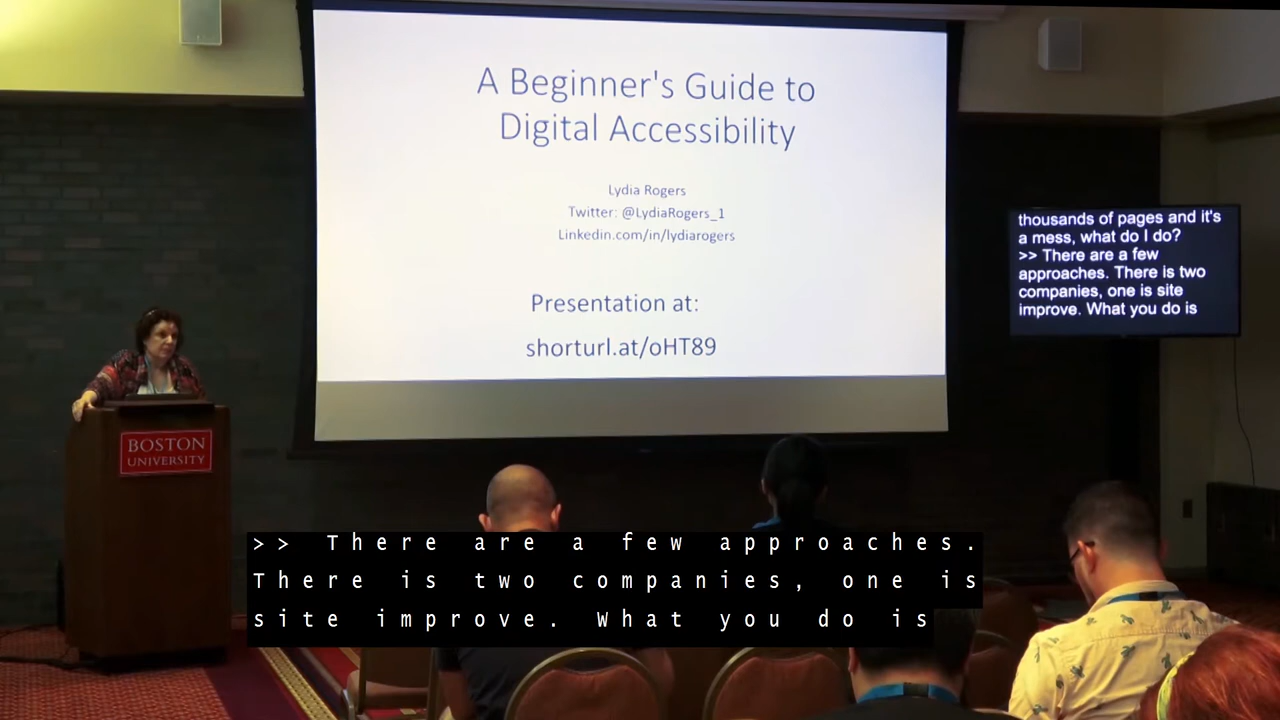 A Beginner's Guide to
Digital Accessibility
Lydia Rogers
Twitter: @LydiaRogers_1
Linkedin.com/in/lydiarogers
Presentation at:
shorturl.at/oHT89
thousands of pages and it's
a mess, what do I do?
>> There are a few
approaches. There is two
companies, one is site
improve. What you do is
BOSTON
UNIVERSITY
>> There are a few approaches.
There is two companies, one is
site improve. What you do is